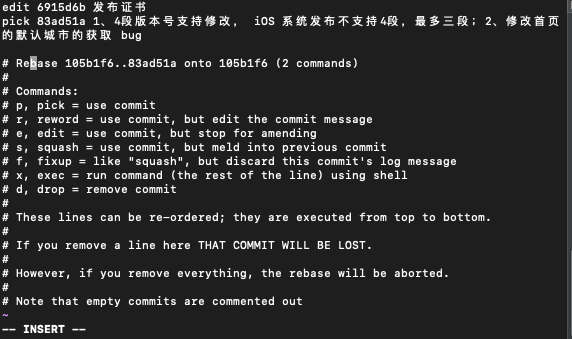 edit 6915d6b 发布证书
pick 83ad51a 1、4段版本号支持修改， iOS 系统发布不支持4段，最多三段；2、修改首页
的默认城市的获取 bug

# Rebase 105b1f6..83ad51a onto 105b1f6 (2 commands)
#
# Commands:
# p, pick = use commit
# r, reword = use commit, but edit the commit message
# e, edit = use commit, but stop for amending
# s, squash = use commit, but meld into previous commit
# f, fixup = like "squash", but discard this commit's log message
# x, exec = run command (the rest of the line) using shell
# d, drop = remove commit
#
# These lines can be re-ordered; they are executed from top to bottom.
#
# If you remove a line here THAT COMMIT WILL BE LOST.
#
# However, if you remove everything, the rebase will be aborted.
#
# Note that empty commits are commented out
~
-- INSERT --